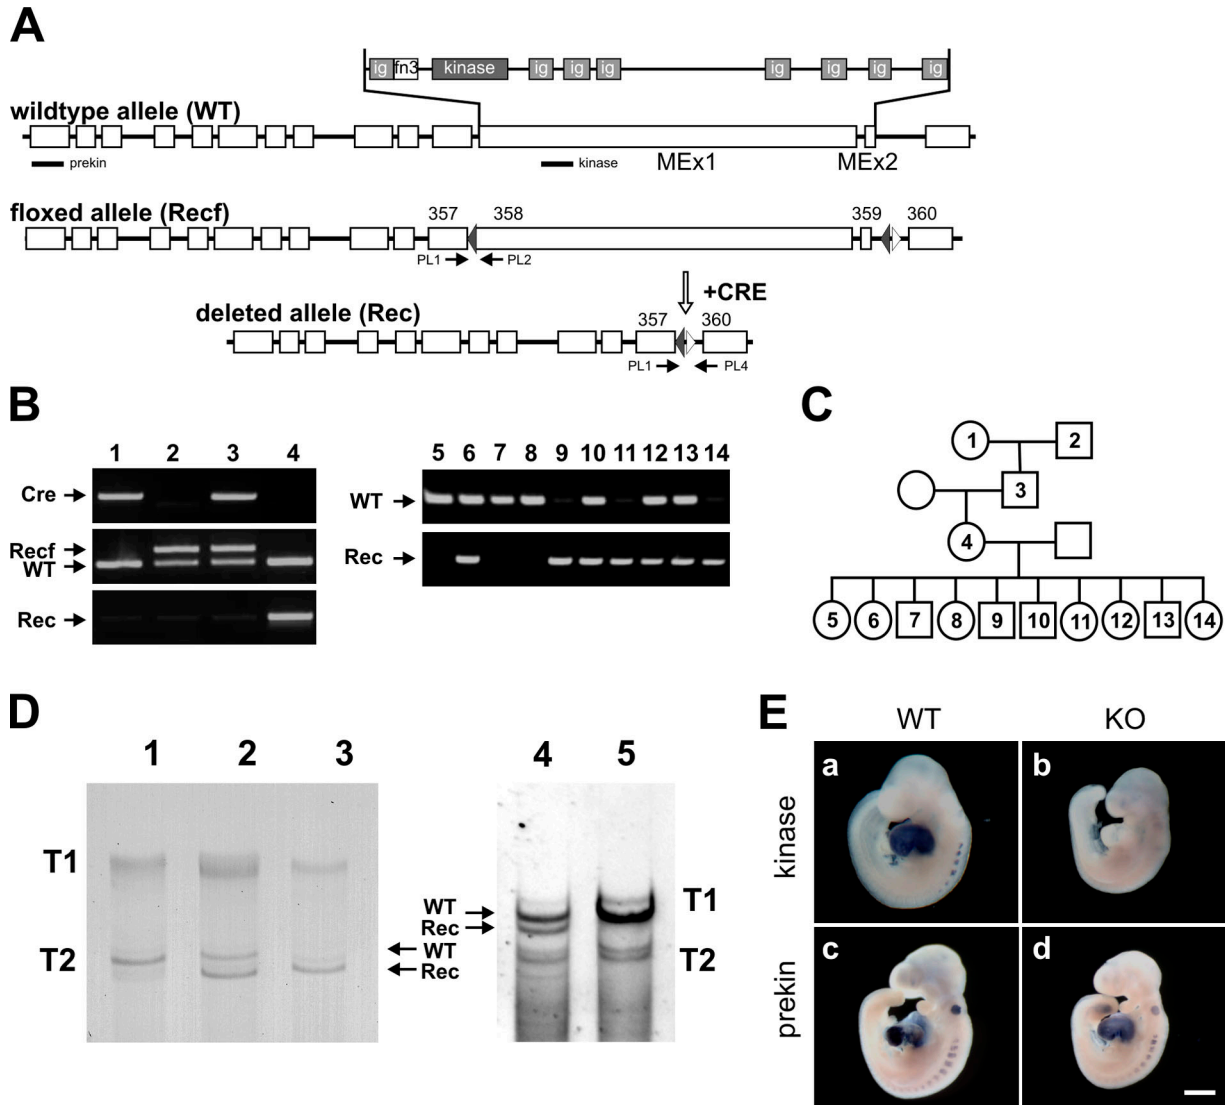 A
ig fn3 kinase ig ig ig ig ig ig ig
wildtype allele (WT)
prekin kinase MEx1 MEx2
floxed allele (Recf) 357 358 359 360
PL1 PL2
+CRE
deleted allele (Rec) 357 360
PL1 PL4
B
1 2 3 4
Cre
Recf
WT
Rec
5 6 7 8 9 10 11 12 13 14
WT
Rec
C
1 2
3
4
5 6 7 8 9 10 11 12 13 14
D
1 2 3
T1
T2
WT
Rec
4 5
WT
Rec
T1
T2
E
WT KO
kinase
a b
prekin
c d